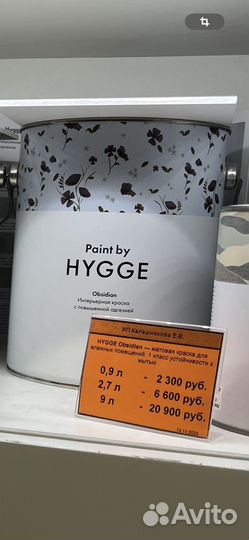 Hygge
Paint by
HYGGE
Obsidian
Интерьерная краска
с повышенной адгезией
ИП Калашникова Е.В.
HYGGE Obsidian — матовая краска для
влажных помещений. 1 класс устойчивости к
мытью
0,9 л - 2 300 руб.
2,7 л - 6 600 руб.
9 л - 20 900 руб.
Avito